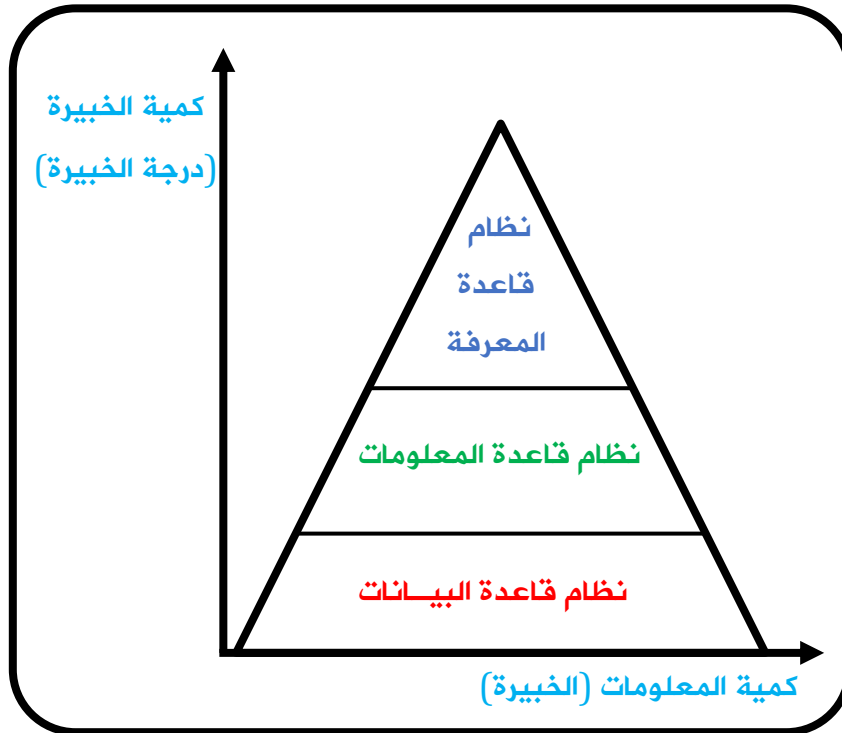 كمية الخبيرة
(درجة الخبيرة)
نظام
قاعدة
المعرفة
نظام قاعدة المعلومات
نظام قاعدة البيــانات
كمية المعلومات (الخبيرة)